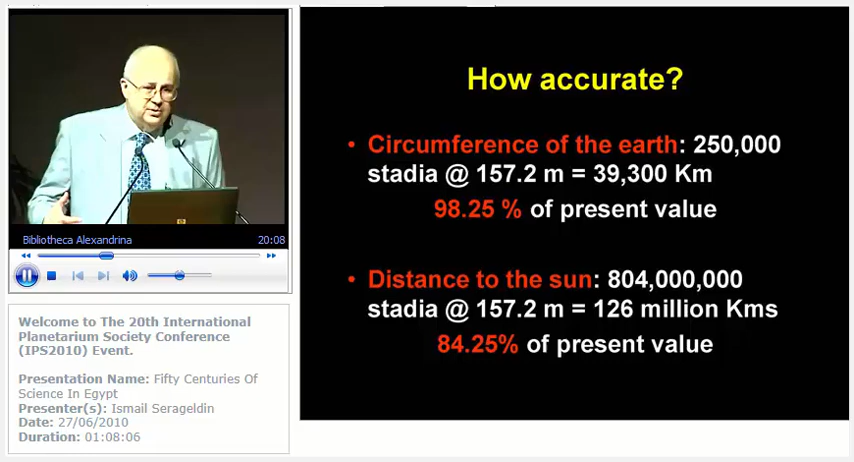 Bibliotheca Alexandrina 20:08
Welcome to The 20th International
Planetarium Society Conference
(IPS2010) Event.
Presentation Name: Fifty Centuries Of
Science In Egypt
Presenter(s): Ismail Serageldin
Date: 27/06/2010
Duration: 01:08:06
How accurate?
• Circumference of the earth: 250,000
stadia @ 157.2 m = 39,300 Km
98.25 % of present value
• Distance to the sun: 804,000,000
stadia @ 157.2 m = 126 million Kms
84.25% of present value